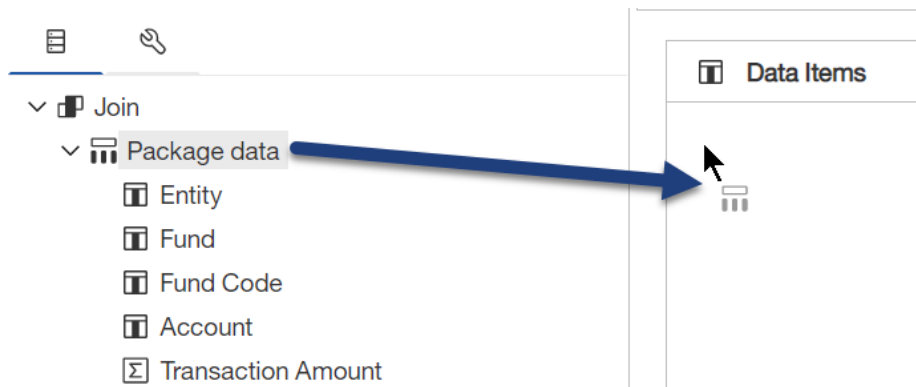 Join
Package data
Entity
Fund
Fund Code
Account
Transaction Amount
Data Items